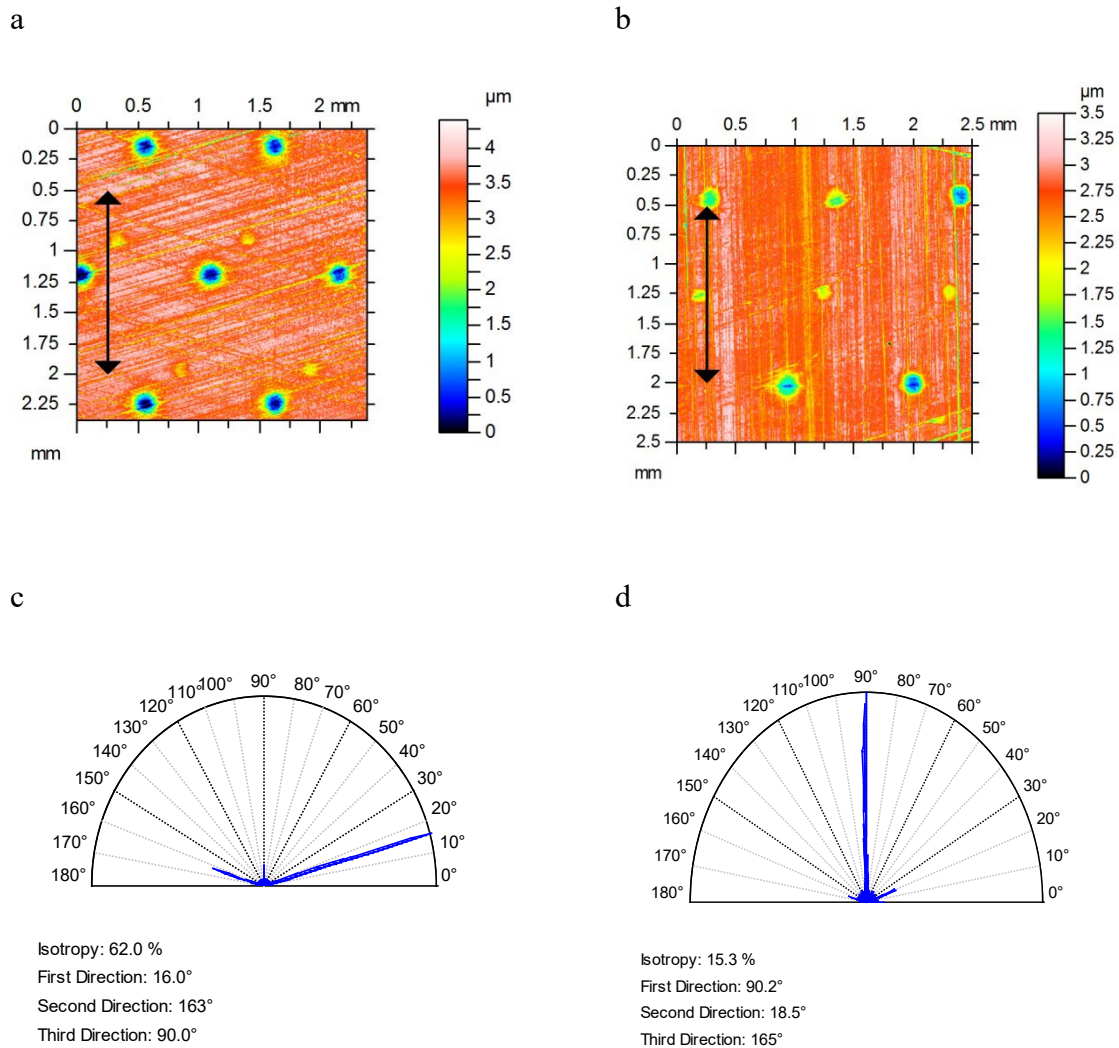 a
b
0 0.5 1 1.5 2 mm
µm
0
0.25
0.5
0.75
1
1.25
1.5
1.75
2
2.25
mm
4
3.5
3
2.5
2
1.5
1
0.5
0
0 0.5 1 1.5 2 2.5 mm
µm
0
0.25
0.5
0.75
1
1.25
1.5
1.75
2
2.25
2.5
mm
3.5
3.25
3
2.75
2.5
2.25
2
1.75
1.5
1.25
1
0.75
0.5
0.25
0
c
d
180° 170° 160° 150° 140° 130° 120° 110° 100° 90° 80° 70° 60° 50° 40° 30° 20° 10° 0°
Isotropy: 62.0 %
First Direction: 16.0°
Second Direction: 163°
Third Direction: 90.0°
180° 170° 160° 150° 140° 130° 120° 110° 100° 90° 80° 70° 60° 50° 40° 30° 20° 10° 0°
Isotropy: 15.3 %
First Direction: 90.2°
Second Direction: 18.5°
Third Direction: 165°